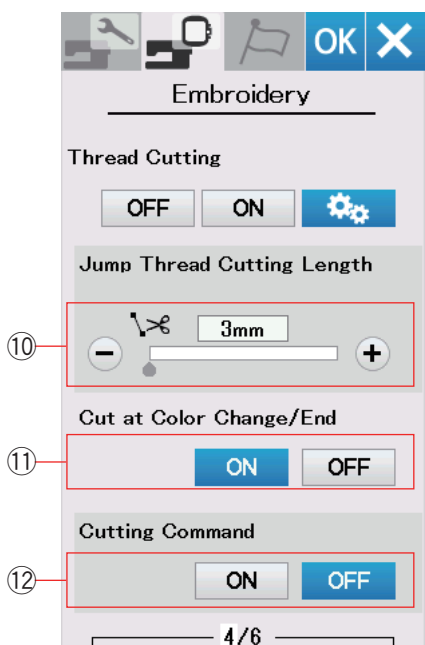 OK
Embroidery
Thread Cutting
OFF ON
Jump Thread Cutting Length
⑩ 3mm
Cut at Color Change/End
⑪ ON OFF
Cutting Command
⑫ ON OFF
4/6